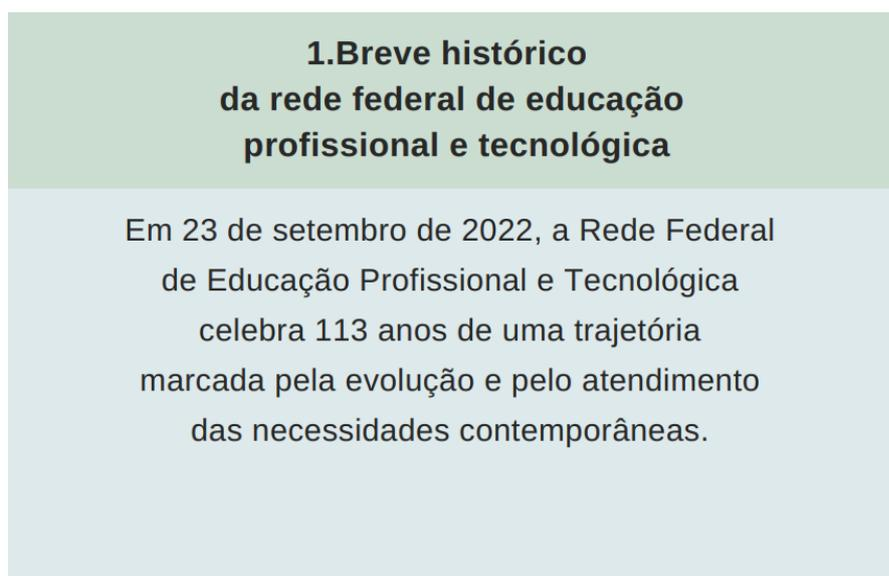 1.Breve histórico
da rede federal de educação
profissional e tecnológica
Em 23 de setembro de 2022, a Rede Federal
de Educação Profissional e Tecnológica
celebra 113 anos de uma trajetória
marcada pela evolução e pelo atendimento
das necessidades contemporâneas.